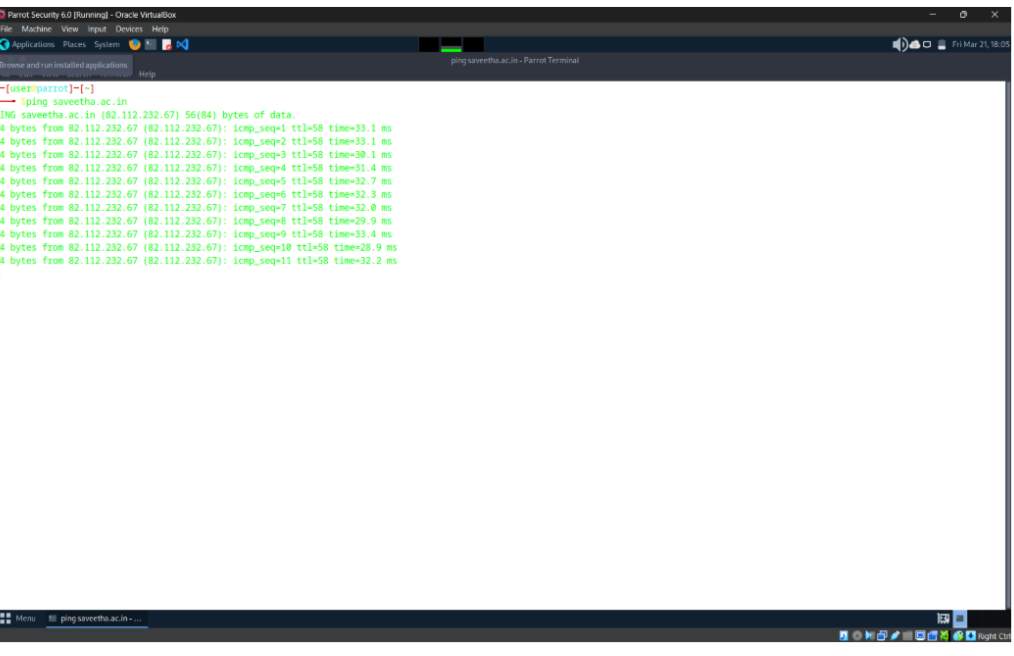 Parrot Security 6.0 [Running] - Oracle VirtualBox
File Machine View Input Devices Help
Applications Places System Fri Mar 21, 18:05
Browse and run installed applications
ping saveetha.ac.in - Parrot Terminal
Help
-[user@parrot]-[~]
$ping saveetha.ac.in
ING saveetha.ac.in (82.112.232.67) 56(84) bytes of data.
4 bytes from 82.112.232.67 (82.112.232.67): icmp_seq=1 ttl=58 time=33.1 ms
4 bytes from 82.112.232.67 (82.112.232.67): icmp_seq=2 ttl=58 time=33.1 ms
4 bytes from 82.112.232.67 (82.112.232.67): icmp_seq=3 ttl=58 time=30.1 ms
4 bytes from 82.112.232.67 (82.112.232.67): icmp_seq=4 ttl=58 time=31.4 ms
4 bytes from 82.112.232.67 (82.112.232.67): icmp_seq=5 ttl=58 time=32.7 ms
4 bytes from 82.112.232.67 (82.112.232.67): icmp_seq=6 ttl=58 time=32.3 ms
4 bytes from 82.112.232.67 (82.112.232.67): icmp_seq=7 ttl=58 time=32.0 ms
4 bytes from 82.112.232.67 (82.112.232.67): icmp_seq=8 ttl=58 time=29.9 ms
4 bytes from 82.112.232.67 (82.112.232.67): icmp_seq=9 ttl=58 time=33.4 ms
4 bytes from 82.112.232.67 (82.112.232.67): icmp_seq=10 ttl=58 time=28.9 ms
4 bytes from 82.112.232.67 (82.112.232.67): icmp_seq=11 ttl=58 time=32.2 ms
Menu ping saveetha.ac.in - ...
Right Ctrl